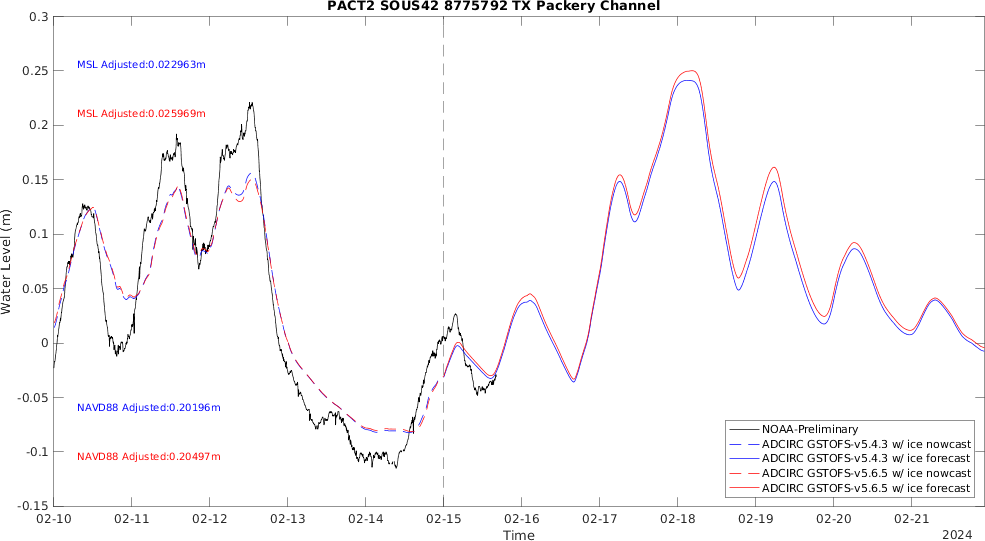 PACT2 SOUS42 8775792 TX Packery Channel
0.3
0.25
0.2
0.15
0.1
0.05
0
-0.05
-0.1
-0.15
Water Level (m)
MSL Adjusted:0.022963m
MSL Adjusted:0.025969m
NAVD88 Adjusted:0.20196m
NAVD88 Adjusted:0.20497m
NOAA-Preliminary
ADCIRC GSTOFS-v5.4.3 w/ ice nowcast
ADCIRC GSTOFS-v5.4.3 w/ ice forecast
ADCIRC GSTOFS-v5.6.5 w/ ice nowcast
ADCIRC GSTOFS-v5.6.5 w/ ice forecast
02-10 02-11 02-12 02-13 02-14 02-15 02-16 02-17 02-18 02-19 02-20 02-21
Time
2024